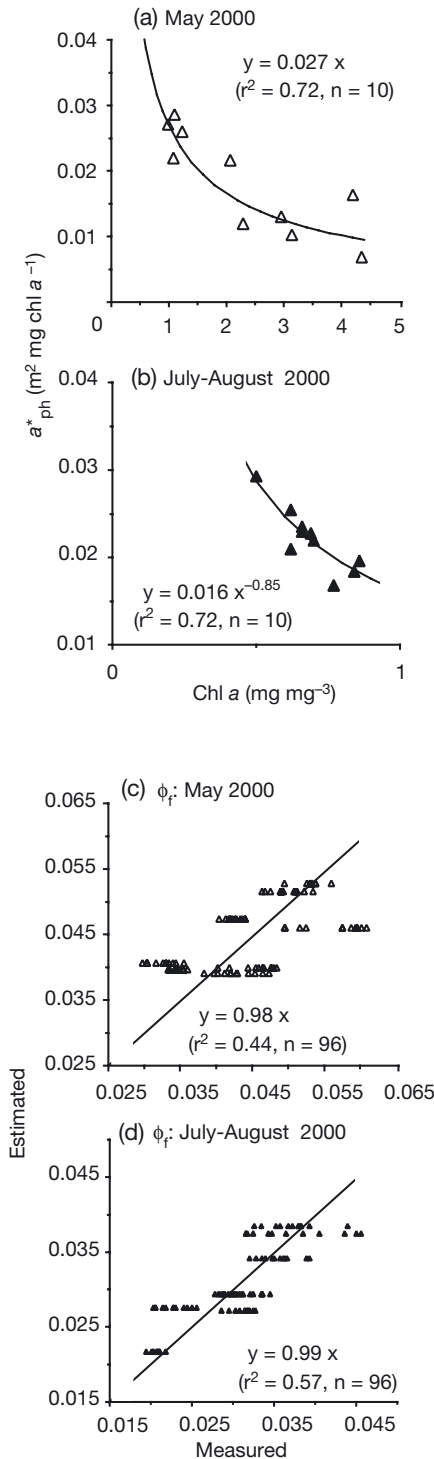 (a) May 2000
0.04
y = 0.027 x
(r² = 0.72, n = 10)
0.03
0.02
0.01
0 1 2 3 4 5
a*ph (m² mg chl a⁻¹)
(b) July-August 2000
0.04
0.03
0.02
y = 0.016 x⁻⁰·⁸⁵
(r² = 0.72, n = 10)
0.01
0 1
Chl a (mg mg⁻³)
(c) ϕf: May 2000
0.065
0.055
0.045
0.035
y = 0.98 x
(r² = 0.44, n = 96)
0.025
0.025 0.035 0.045 0.055 0.065
Estimated
(d) ϕf: July-August 2000
0.045
0.035
0.025
y = 0.99 x
(r² = 0.57, n = 96)
0.015
0.015 0.025 0.035 0.045
Measured